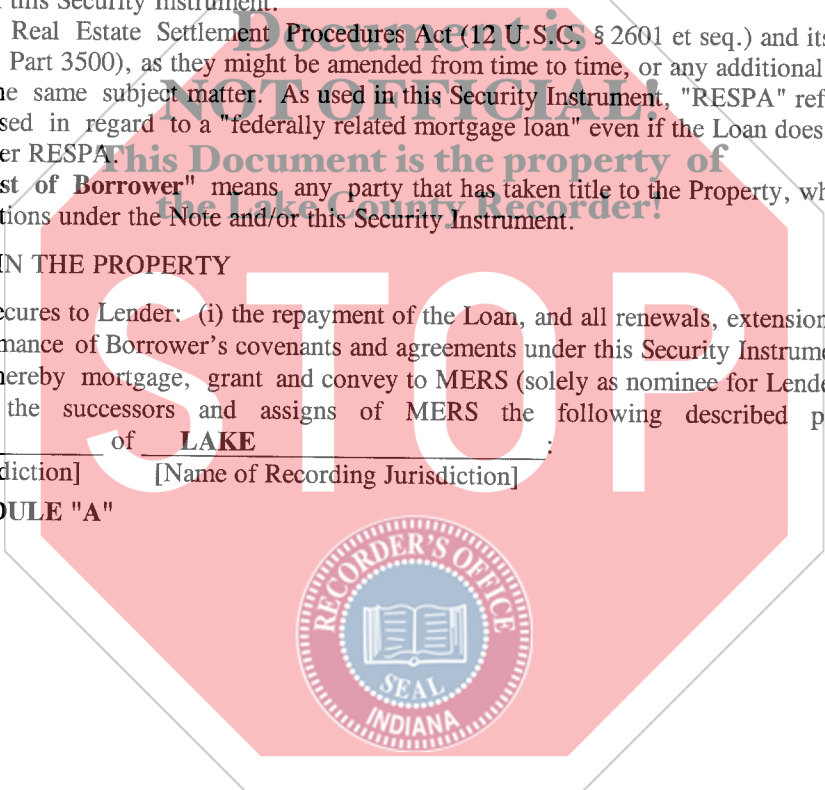 this Security Instrument.
Real Estate Settlement Procedures Act (12 U.S.C. § 2601 et seq.) and its
Part 3500), as they might be amended from time to time, or any additional
e same subject matter. As used in this Security Instrument, "RESPA" ref
sed in regard to a "federally related mortgage loan" even if the Loan does
er RESPA.
st of Borrower" means any party that has taken title to the Property, wh
tions under the Note and/or this Security Instrument.
IN THE PROPERTY
ecures to Lender: (i) the repayment of the Loan, and all renewals, extension
mance of Borrower's covenants and agreements under this Security Instrume
hereby mortgage, grant and convey to MERS (solely as nominee for Lende
the successors and assigns of MERS the following described p
of LAKE :
diction] [Name of Recording Jurisdiction]
DULE "A"
Document is
NOT OFFICIAL!
This Document is the property of
the Lake County Recorder!
STOP
RECORDER'S OFFICE
SEAL
INDIANA